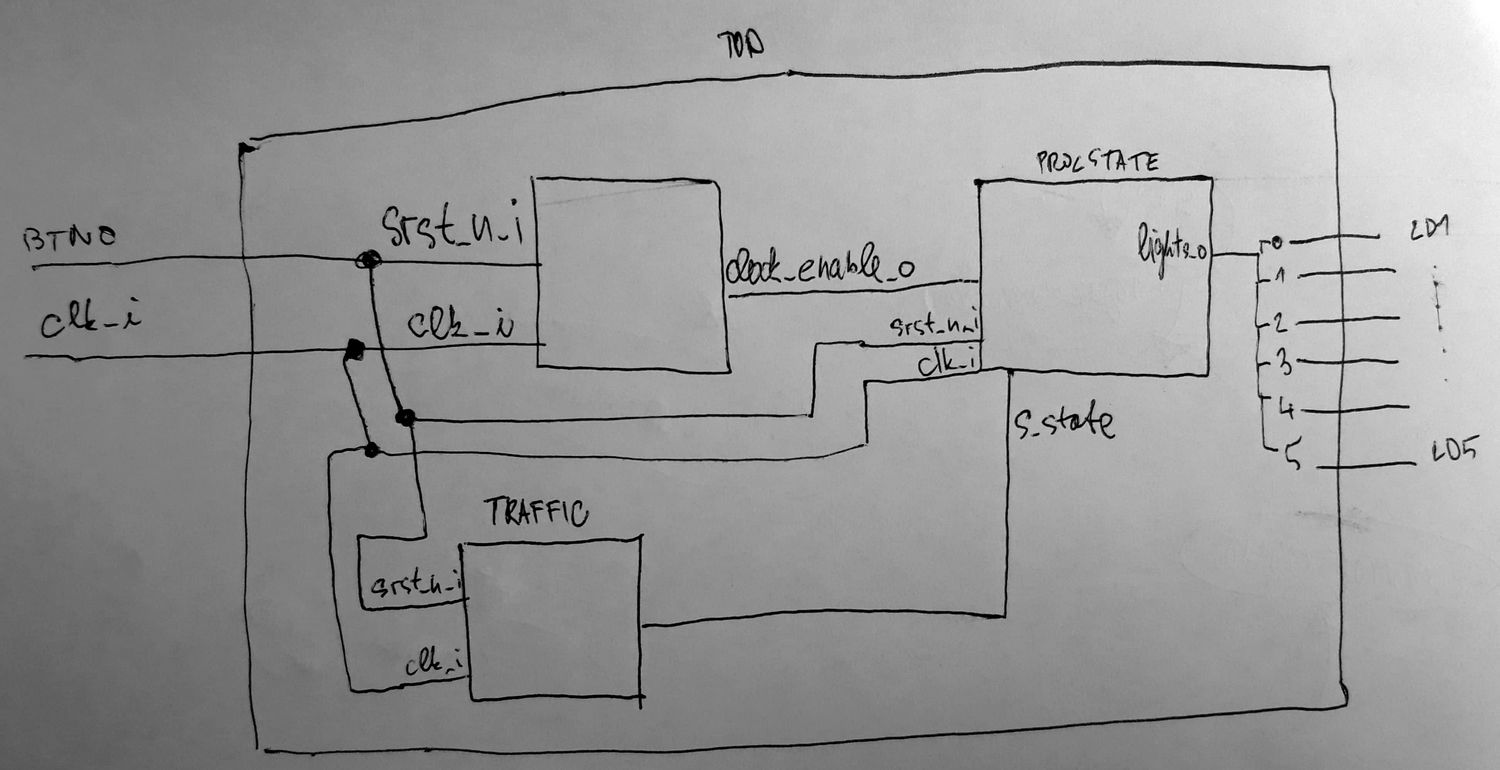 TOP
PROCSTATE
BTN0
srst_n_i
lights_o
0
LD1
clock_enable_o
1
clk_i
clk_i
srst_n_i
2
clk_i
3
s_state
4
5
LD5
TRAFFIC
srst_n_i
clk_i